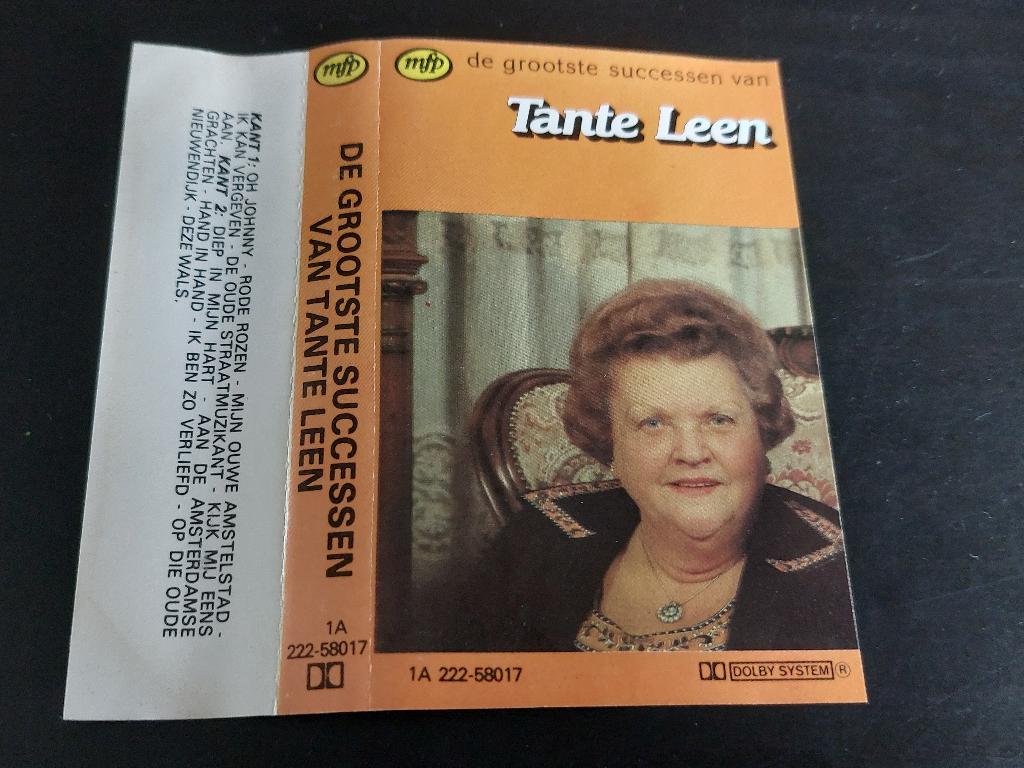 KANT 1: OH JOHNNY - RODE ROZEN - MIJN OUWE AMSTELSTAD -
IK KAN VERGEVEN - DE OUDE STRAATMUZIKANT - KIJK MIJ EENS
AAN KANT 2: DIEP IN MIJN HART - AAN DE AMSTERDAMSE
GRACHTEN - HAND IN HAND - IK BEN ZO VERLIEFD - OP DIE OUDE
NIEUWENDIJK - DEZE WALS.
mfp
DE GROOTSTE SUCCESSEN
VAN TANTE LEEN
1A
222-58017
mfp
de grootste successen van
Tante Leen
1A 222-58017
DOLBY SYSTEM ®